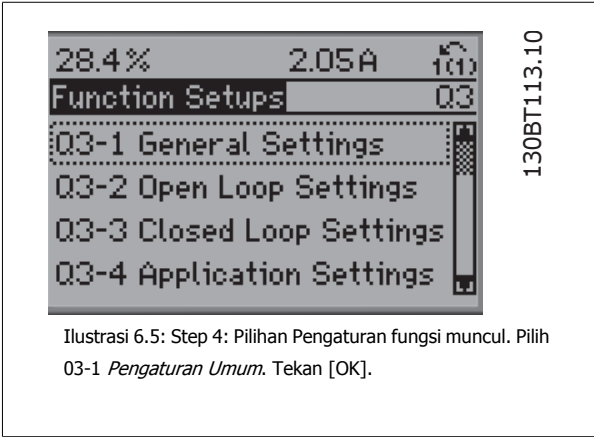 28.4% 2.05A 1(1)
Function Setups Q3
Q3-1 General Settings
Q3-2 Open Loop Settings
Q3-3 Closed Loop Settings
Q3-4 Application Settings
130BT113.10
Ilustrasi 6.5: Step 4: Pilihan Pengaturan fungsi muncul. Pilih
03-1 Pengaturan Umum. Tekan [OK].